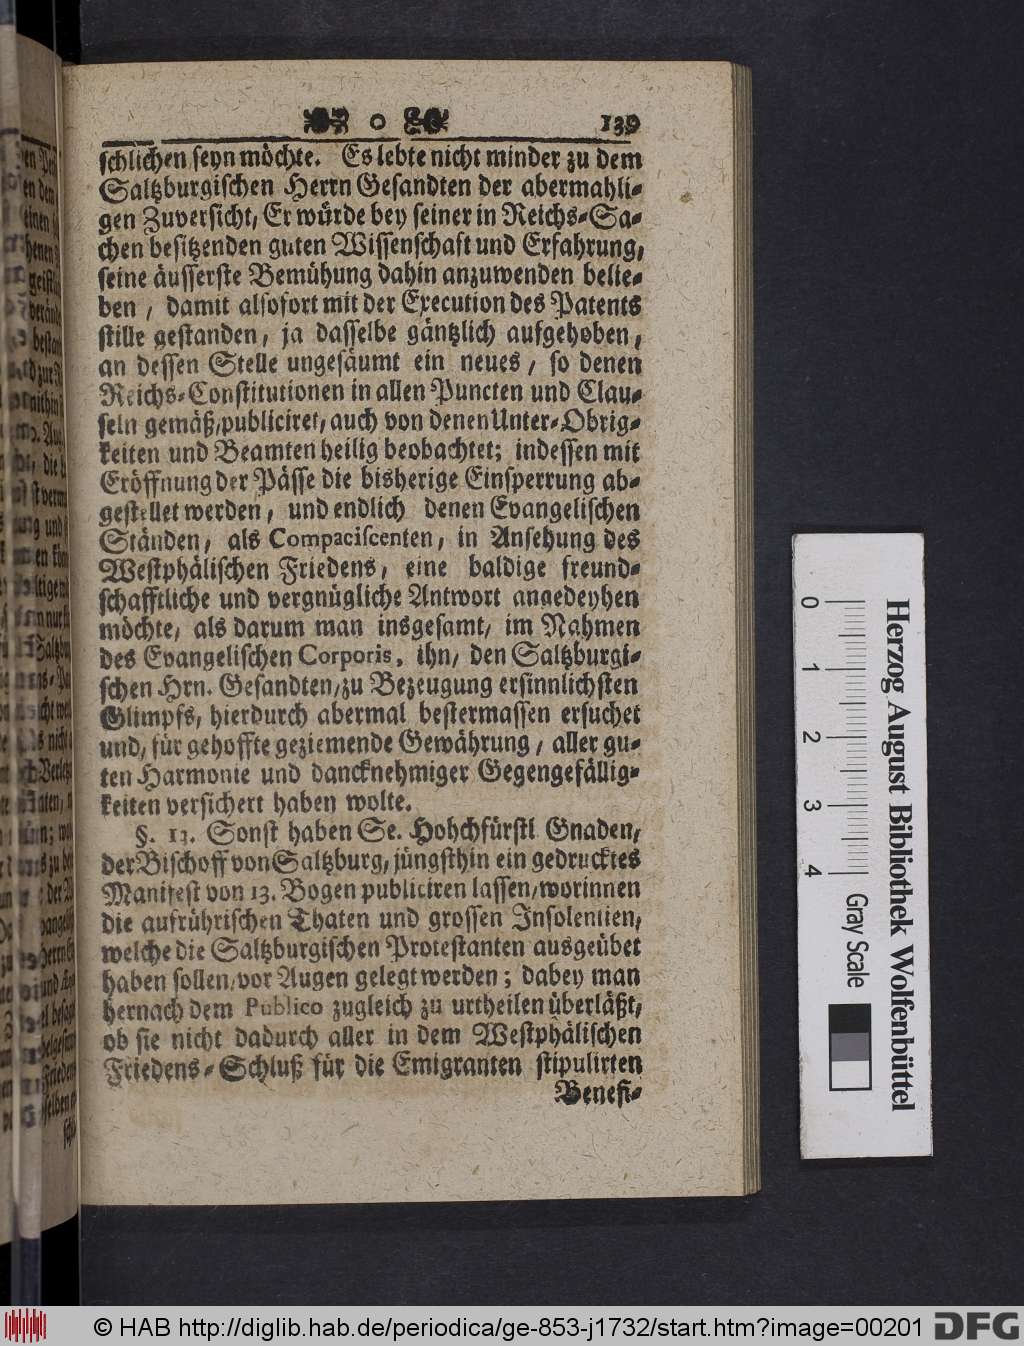 139
schlichen seyn möchte. Es lebte nicht minder zu dem
Saltzburgischen Herrn Gesandten der abermahli-
gen Zuversicht, Er würde bey seiner in Reichs-Sa-
chen besitzenden guten Wissenschaft und Erfahrung,
seine äusserste Bemühung dahin anzuwenden belie-
ben, damit alsofort mit der Execution des Patents
stille gestanden, ja dasselbe gäntzlich aufgehoben,
an dessen Stelle ungesäumt ein neues, so denen
Reichs-Constitutionen in allen Puncten und Clau-
seln gemäß, publiciret, auch von denen Unter-Obrig-
keiten und Beamten heilig beobachtet; indessen mit
Eröffnung der Pässe die bisherige Einsperrung ab-
gestellet werden, und endlich denen Evangelischen
Ständen, als Compaciscenten, in Ansehung des
Westphälischen Friedens, eine baldige freund-
schafftliche und vergnügliche Antwort angedeyhen
möchte, als darum man insgesamt, im Nahmen
des Evangelischen Corporis, ihn, den Saltzburgi-
schen Hrn. Gesandten, zu Bezeugung ersinnlichsten
Glimpfs, hierdurch abermal bestermassen ersuchet
und, für gehoffte geziemende Gewährung, aller gu-
ten Harmonie und dancknehmiger Gegengefällig-
keiten versichert haben wolte.
§. 13. Sonst haben Se. Hohchfürstl Gnaden,
der Bischoff von Saltzburg, jüngsthin ein gedrucktes
Manifest von 13. Bogen publiciren lassen, worinnen
die aufrührischen Thaten und grossen Insolentien,
welche die Saltzburgischen Protestanten ausgeübet
haben sollen, vor Augen gelegt werden; dabey man
hernach dem Publico zugleich zu urtheilen überläßt,
ob sie nicht dadurch aller in dem Westphälischen
Friedens-Schluß für die Emigranten stipulirten
Benefi-
Herzog August Bibliothek Wolfenbüttel
0 1 2 3 4
Gray Scale
© HAB http://diglib.hab.de/periodica/ge-853-j1732/start.htm?image=00201
DFG